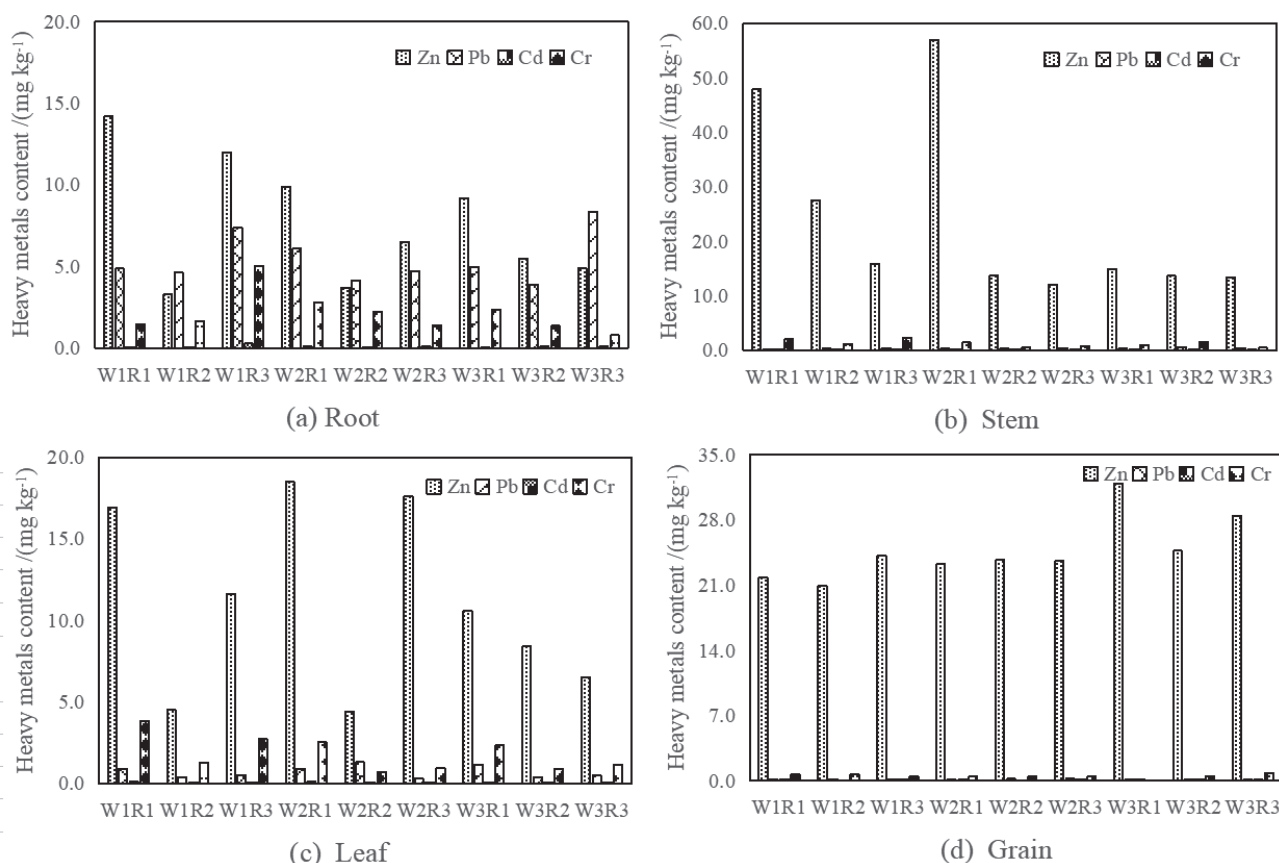 Heavy metals content /(mg kg-1)
20.0
15.0
10.0
5.0
0.0
Zn Pb Cd Cr
W1R1 W1R2 W1R3 W2R1 W2R2 W2R3 W3R1 W3R2 W3R3
(a) Root
Heavy metals content /(mg kg-1)
60.0
50.0
40.0
30.0
20.0
10.0
0.0
Zn Pb Cd Cr
W1R1 W1R2 W1R3 W2R1 W2R2 W2R3 W3R1 W3R2 W3R3
(b) Stem
Heavy metals content /(mg kg-1)
20.0
15.0
10.0
5.0
0.0
Zn Pb Cd Cr
W1R1 W1R2 W1R3 W2R1 W2R2 W2R3 W3R1 W3R2 W3R3
(c) Leaf
Heavy metals content /(mg kg-1)
35.0
28.0
21.0
14.0
7.0
0.0
Zn Pb Cd Cr
W1R1 W1R2 W1R3 W2R1 W2R2 W2R3 W3R1 W3R2 W3R3
(d) Grain